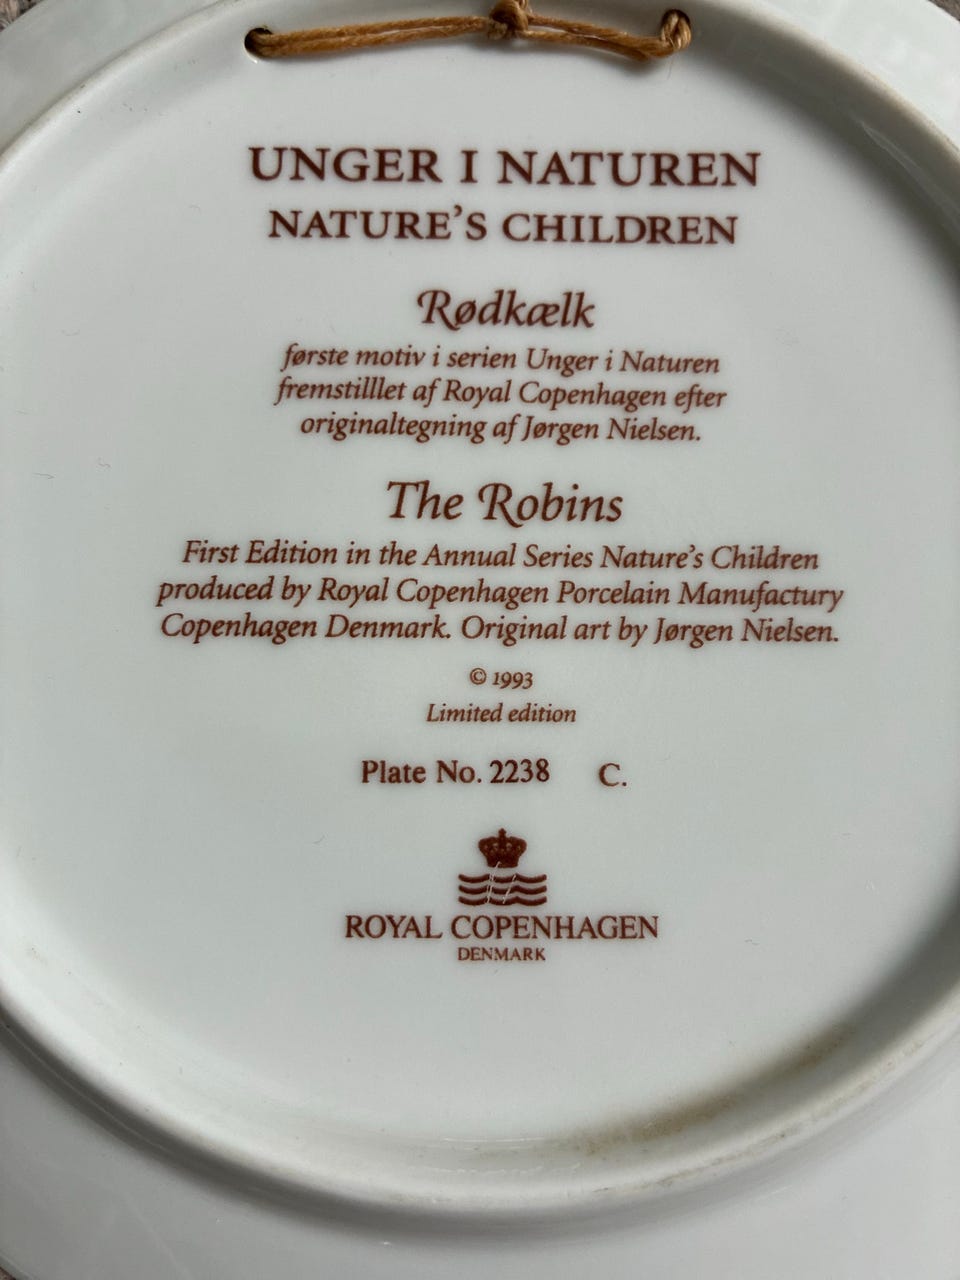 UNGER I NATUREN
NATURE'S CHILDREN
Rødkælk
første motiv i serien Unger i Naturen
fremstilllet af Royal Copenhagen efter
originaltegning af Jørgen Nielsen.
The Robins
First Edition in the Annual Series Nature's Children
produced by Royal Copenhagen Porcelain Manufactury
Copenhagen Denmark. Original art by Jørgen Nielsen.
© 1993
Limited edition
Plate No. 2238 C.
ROYAL COPENHAGEN
DENMARK